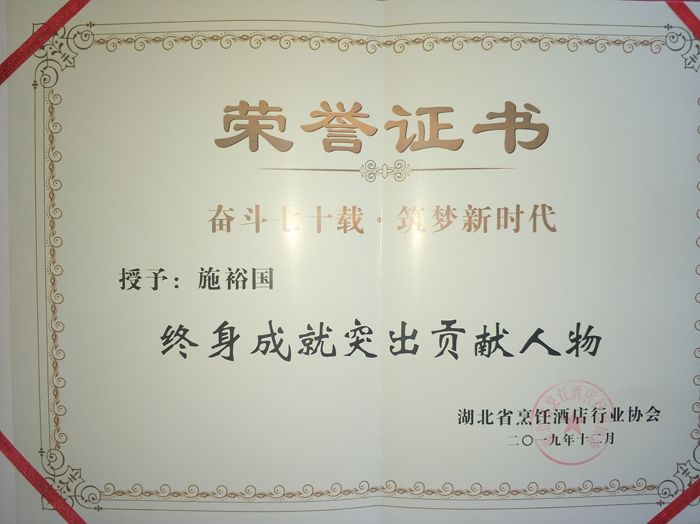 荣誉证书
奋斗七十载·筑梦新时代
授予：施裕国
终身成就突出贡献人物
湖北省烹饪酒店行业协会
二〇一九年十二月